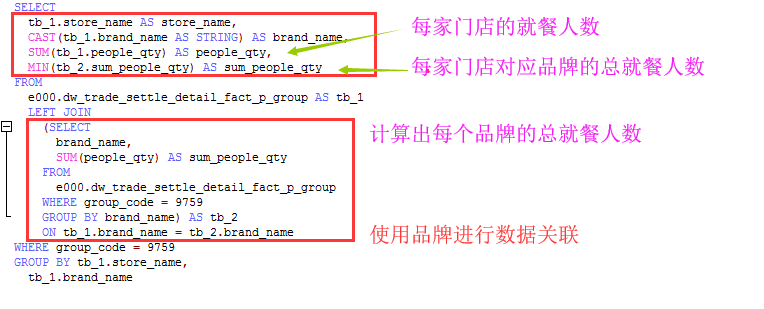 SELECT
tb_1.store_name AS store_name,
CAST(tb_1.brand_name AS STRING) AS brand_name,
SUM(tb_1.people_qty) AS people_qty,
MIN(tb_2.sum_people_qty) AS sum_people_qty
每家门店的就餐人数
每家门店对应品牌的总就餐人数
FROM
e000.dw_trade_settle_detail_fact_p_group AS tb_1
LEFT JOIN
(SELECT
brand_name,
SUM(people_qty) AS sum_people_qty
FROM
e000.dw_trade_settle_detail_fact_p_group
WHERE group_code = 9759
GROUP BY brand_name) AS tb_2
ON tb_1.brand_name = tb_2.brand_name
计算出每个品牌的总就餐人数
使用品牌进行数据关联
WHERE group_code = 9759
GROUP BY tb_1.store_name,
tb_1.brand_name